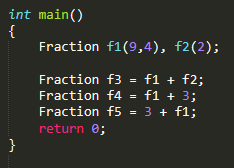 int main()
{
    Fraction f1(9,4), f2(2);
    Fraction f3 = f1 + f2;
    Fraction f4 = f1 + 3;
    Fraction f5 = 3 + f1;
    return 0;
}